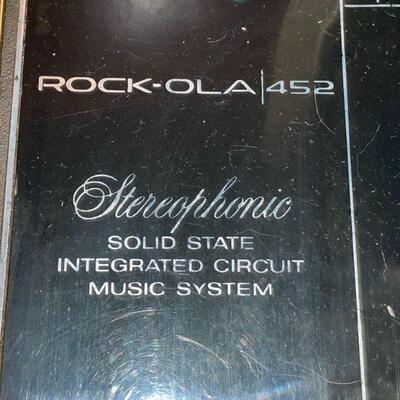 ROCK-OLA|452
Stereophonic
SOLID STATE
INTEGRATED CIRCUIT
MUSIC SYSTEM